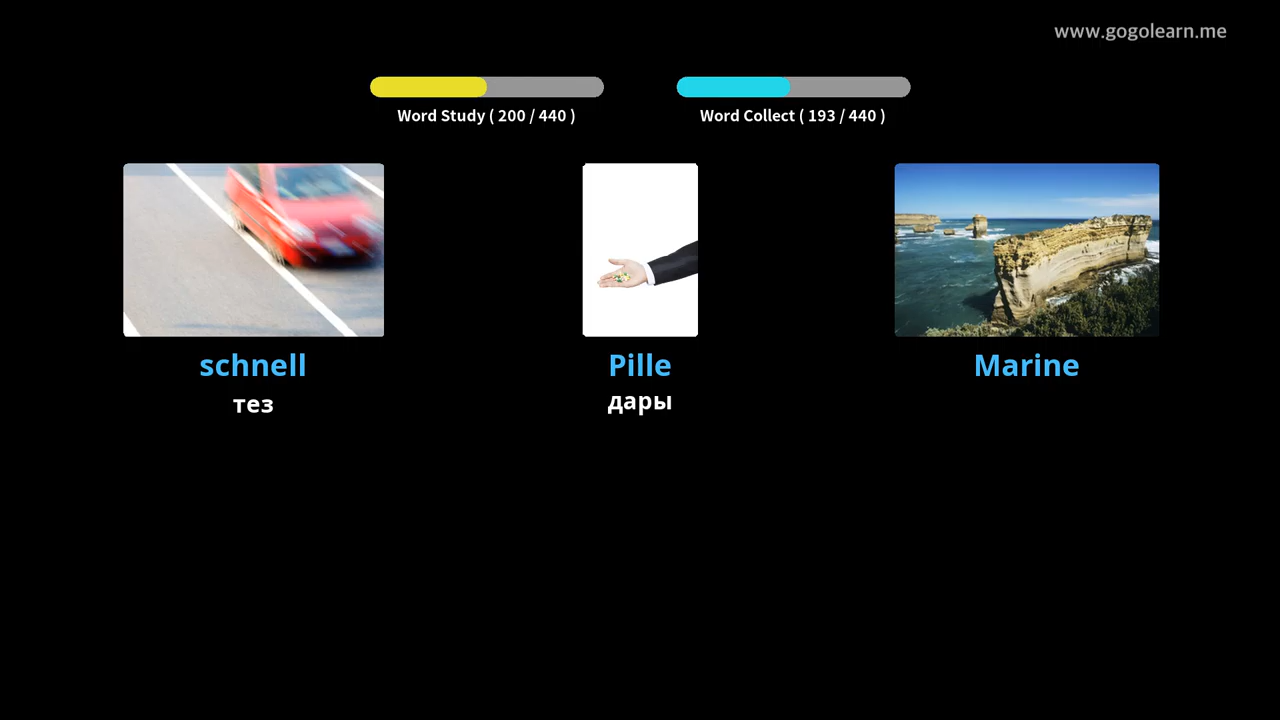 www.gogolearn.me
Word Study ( 200 / 440 )
Word Collect ( 193 / 440 )
schnell
Pille
Marine
тез
дары